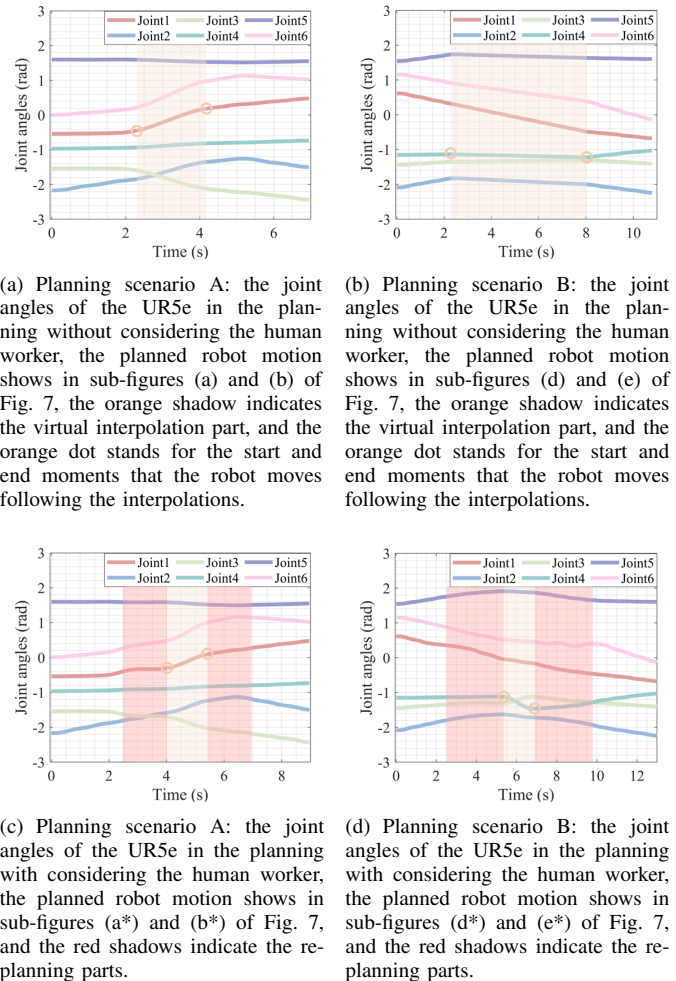 Joint1 Joint3 Joint5
Joint2 Joint4 Joint6
Joint angles (rad)
3
2
1
0
-1
-2
-3
0 2 4 6
Time (s)
Joint1 Joint3 Joint5
Joint2 Joint4 Joint6
Joint angles (rad)
3
2
1
0
-1
-2
-3
0 2 4 6 8 10
Time (s)
(a) Planning scenario A: the joint
angles of the UR5e in the plan-
ning without considering the human
worker, the planned robot motion
shows in sub-figures (a) and (b) of
Fig. 7, the orange shadow indicates
the virtual interpolation part, and the
orange dot stands for the start and
end moments that the robot moves
following the interpolations.
(b) Planning scenario B: the joint
angles of the UR5e in the plan-
ning without considering the human
worker, the planned robot motion
shows in sub-figures (d) and (e) of
Fig. 7, the orange shadow indicates
the virtual interpolation part, and the
orange dot stands for the start and
end moments that the robot moves
following the interpolations.
Joint1 Joint3 Joint5
Joint2 Joint4 Joint6
Joint angles (rad)
3
2
1
0
-1
-2
-3
0 2 4 6 8
Time (s)
Joint1 Joint3 Joint5
Joint2 Joint4 Joint6
Joint angles (rad)
3
2
1
0
-1
-2
-3
0 2 4 6 8 10 12
Time (s)
(c) Planning scenario A: the joint
angles of the UR5e in the planning
with considering the human worker,
the planned robot motion shows in
sub-figures (a*) and (b*) of Fig. 7,
and the red shadows indicate the re-
planning parts.
(d) Planning scenario B: the joint
angles of the UR5e in the planning
with considering the human worker,
the planned robot motion shows in
sub-figures (d*) and (e*) of Fig. 7,
and the red shadows indicate the re-
planning parts.